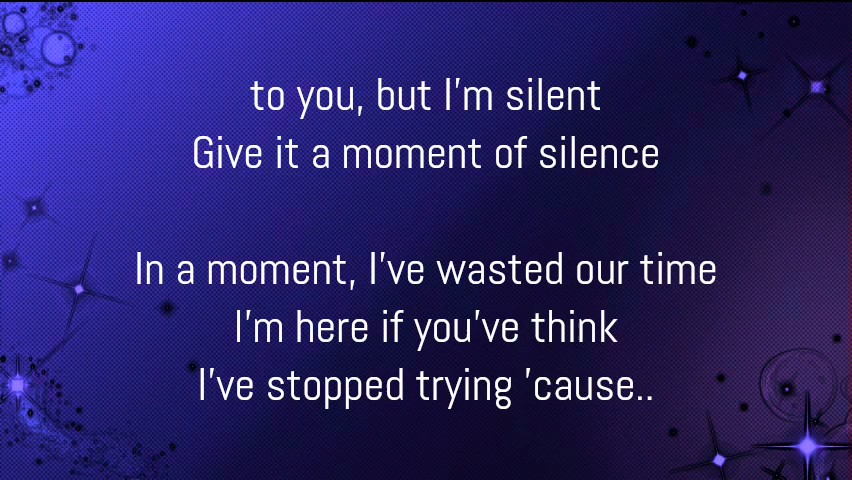 to you, but I'm silent
Give it a moment of silence
In a moment, I've wasted our time
I'm here if you've think
I've stopped trying 'cause..